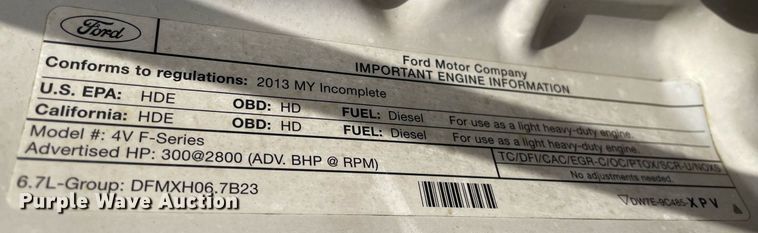 Ford
Ford Motor Company
IMPORTANT ENGINE INFORMATION
Conforms to regulations: 2013 MY Incomplete
U.S. EPA: HDE OBD: HD FUEL: Diesel For use as a light heavy-duty engine.
California: HDE OBD: HD FUEL: Diesel For use as a light heavy-duty engine.
Model #: 4V F-Series
Advertised HP: 300@2800 (ADV. BHP @ RPM)
TC/DFI/CAC/EGR-C/OC/PTOX/SCR-U/NOXS
No adjustments needed.
6.7L-Group: DFMXH06.7B23
DW7E-9C485-XPV
Purple Wave Auction